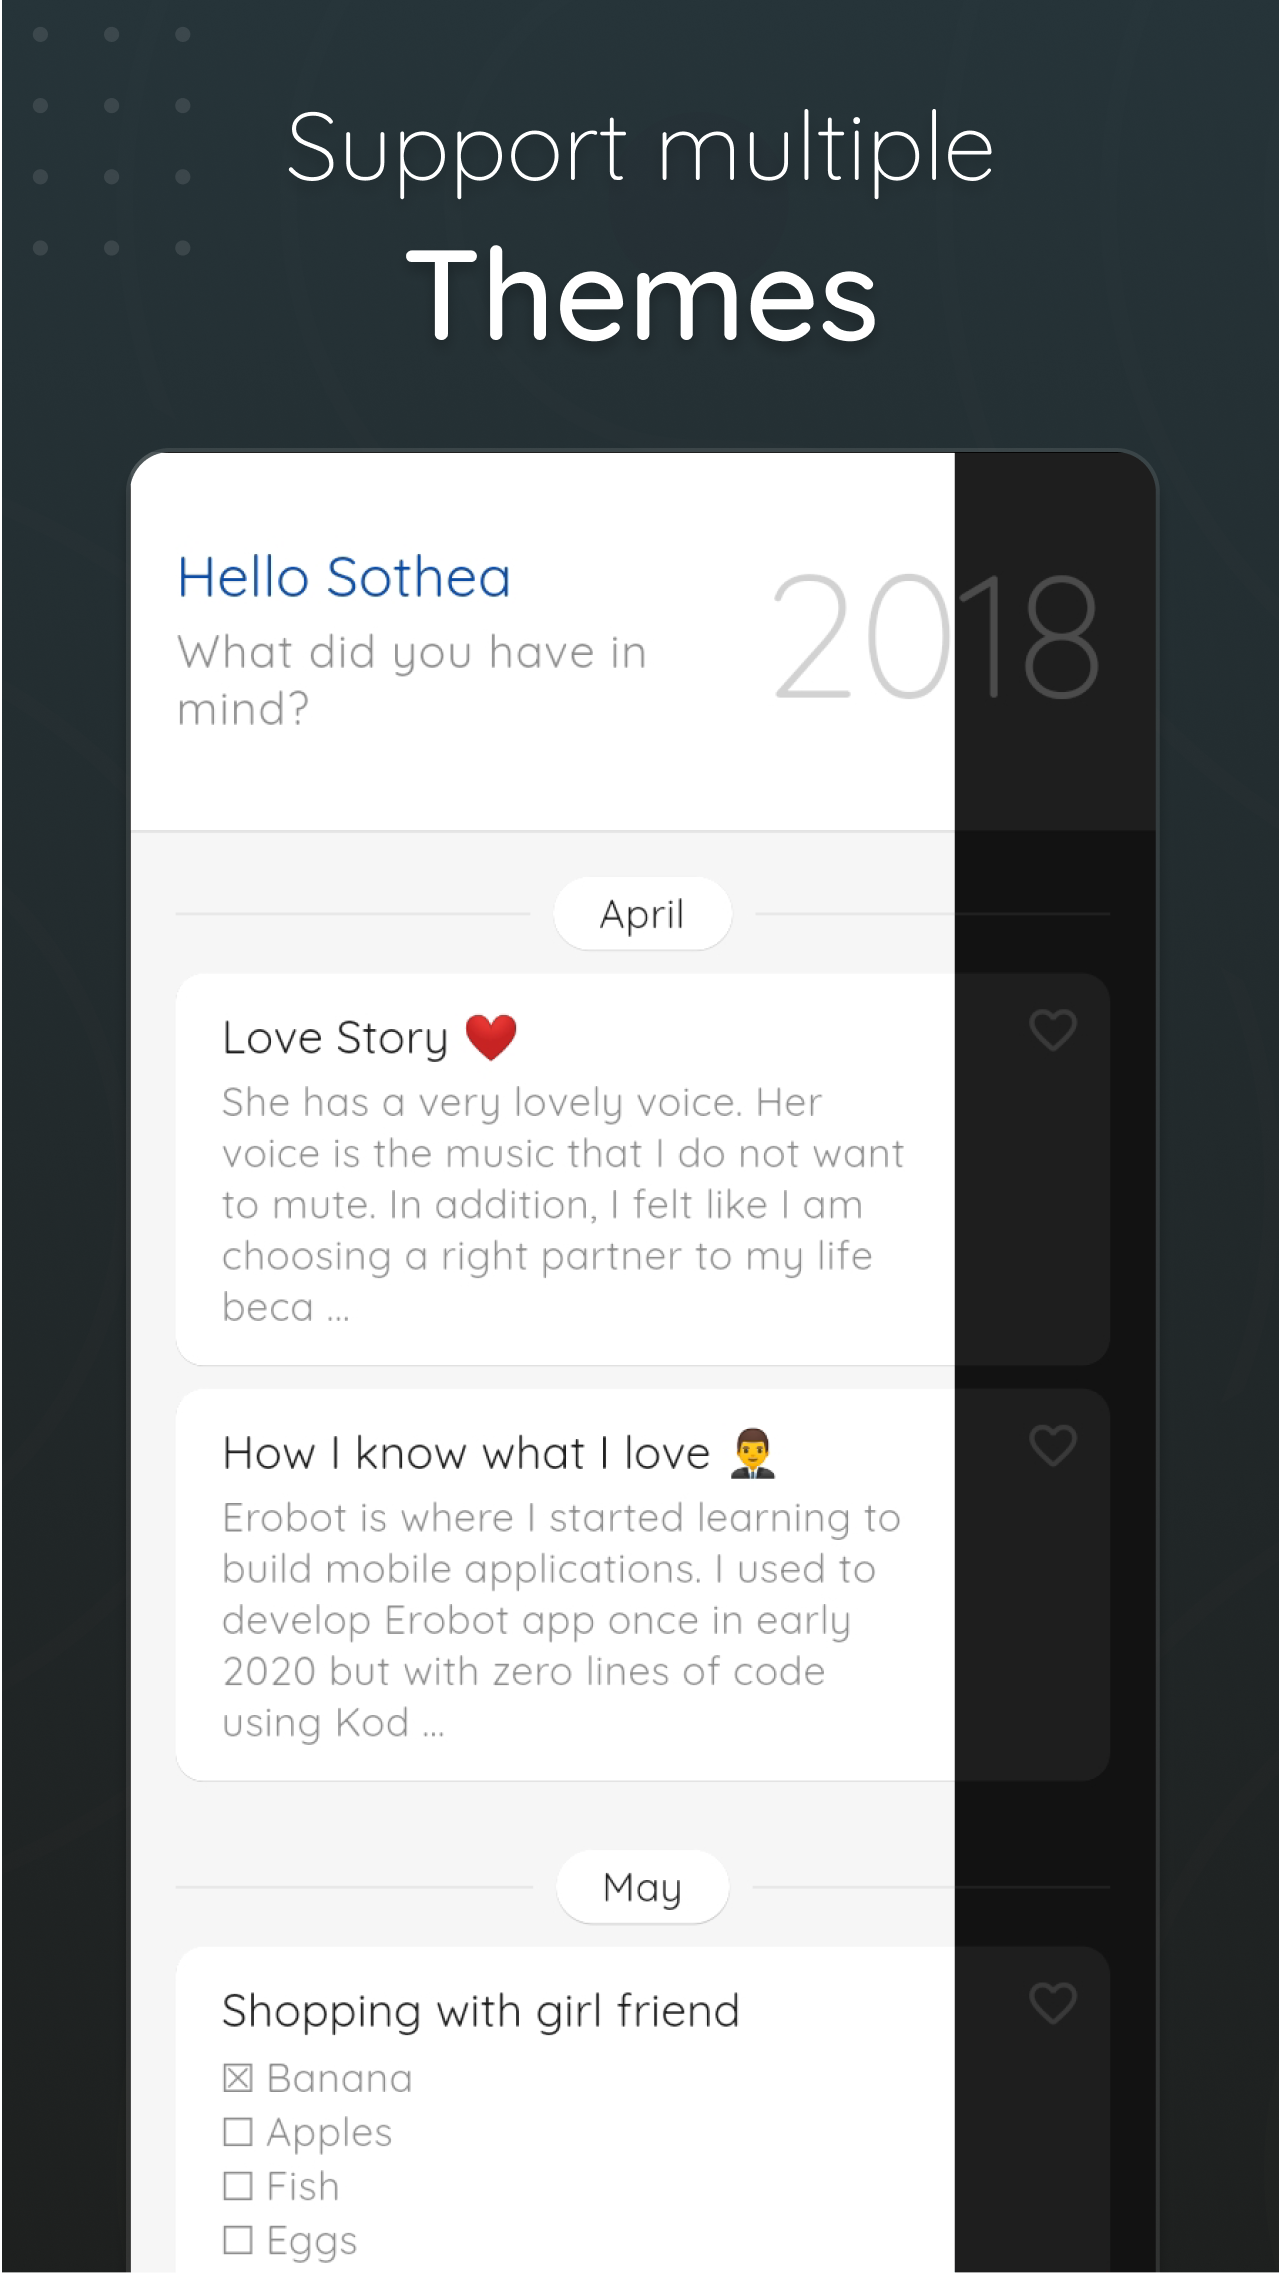 Support multiple
Themes
Hello Sothea
What did you have in
mind?
2018
April
Love Story ❤️
She has a very lovely voice. Her
voice is the music that I do not want
to mute. In addition, I felt like I am
choosing a right partner to my life
beca ...
How I know what I love 🤵‍♂️
Erobot is where I started learning to
build mobile applications. I used to
develop Erobot app once in early
2020 but with zero lines of code
using Kod ...
May
Shopping with girl friend
☒ Banana
☐ Apples
☐ Fish
☐ Eggs